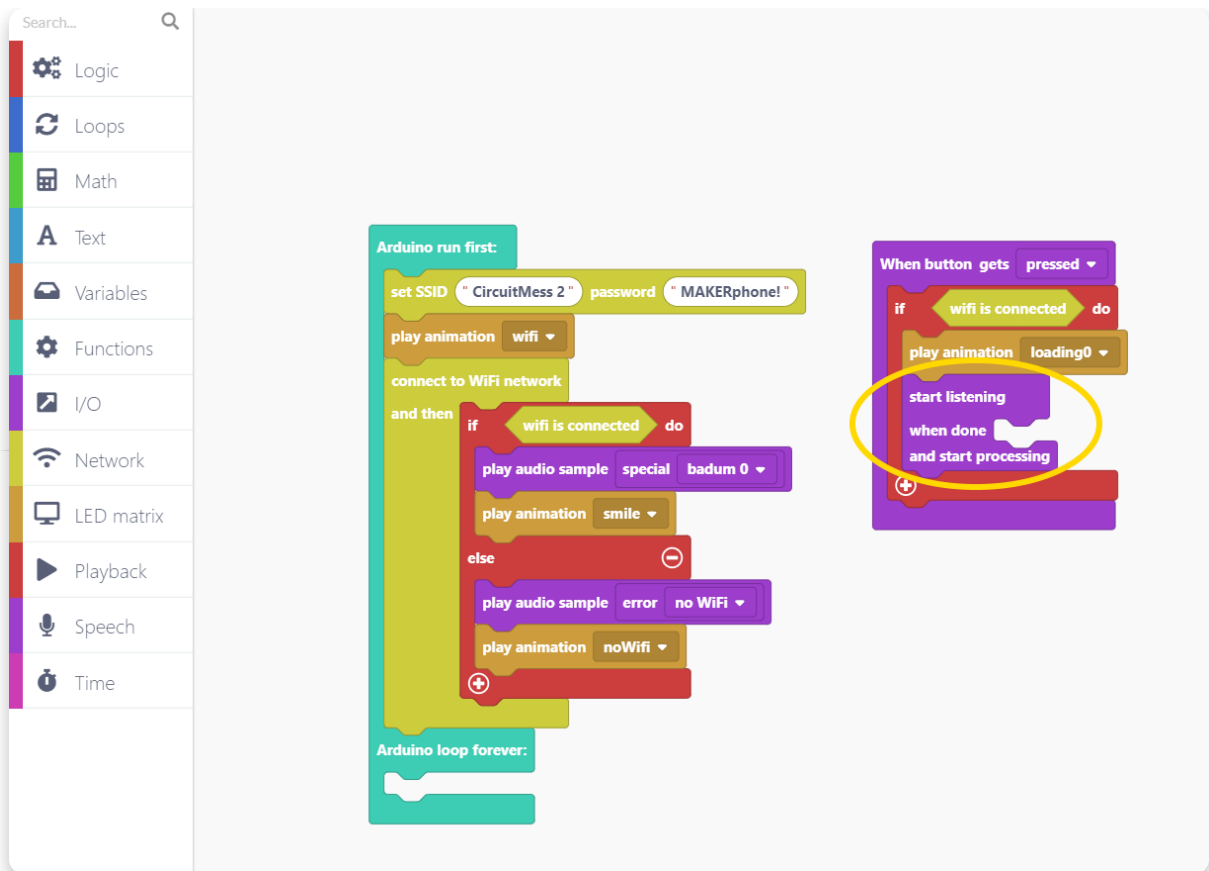 Search...
Logic
Loops
Math
Text
Variables
Functions
I/O
Network
LED matrix
Playback
Speech
Time
Arduino run first:
set SSID " CircuitMess 2 " password " MAKERphone! "
play animation wifi
connect to WiFi network
and then if wifi is connected do
play audio sample special badum 0
play animation smile
else
play audio sample error no WiFi
play animation noWifi
Arduino loop forever:
When button gets pressed
if wifi is connected do
play animation loading0
start listening
when done
and start processing